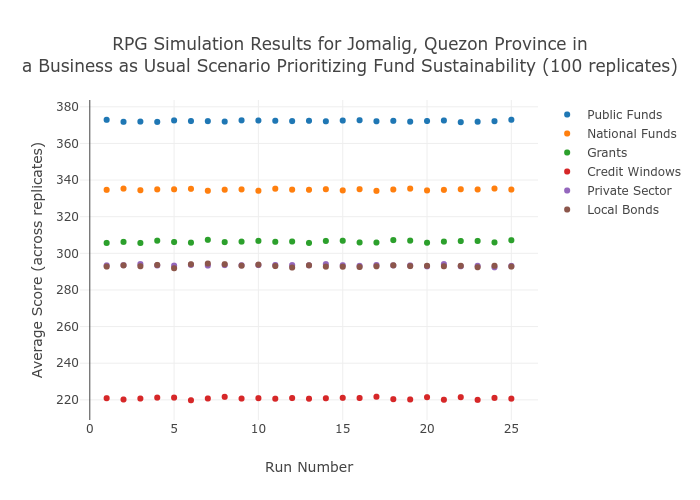 RPG Simulation Results for Jomalig, Quezon Province in
a Business as Usual Scenario Prioritizing Fund Sustainability (100 replicates)
380
360
340
320
300
280
260
240
220
Average Score (across replicates)
0
5
10
15
20
25
Run Number
Public Funds
National Funds
Grants
Credit Windows
Private Sector
Local Bonds